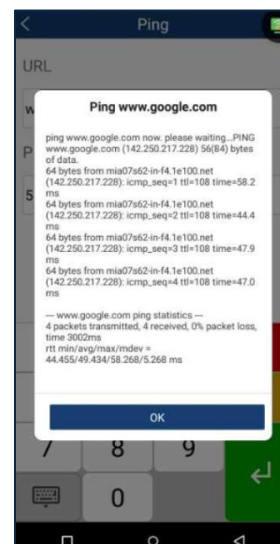 Ping
URL
w
Ping www.google.com
ping www.google.com now. please waiting...PING
www.google.com (142.250.217.228) 56(84) bytes
of data.
64 bytes from mia07s62-in-f4.1e100.net
(142.250.217.228): icmp_seq=1 ttl=108 time=58.2
ms
64 bytes from mia07s62-in-f4.1e100.net
(142.250.217.228): icmp_seq=2 ttl=108 time=44.4
ms
64 bytes from mia07s62-in-f4.1e100.net
(142.250.217.228): icmp_seq=3 ttl=108 time=47.9
ms
64 bytes from mia07s62-in-f4.1e100.net
(142.250.217.228): icmp_seq=4 ttl=108 time=47.0
ms
--- www.google.com ping statistics ---
4 packets transmitted, 4 received, 0% packet loss,
time 3002ms
rtt min/avg/max/mdev =
44.455/49.434/58.268/5.268 ms
P
5
OK
7 8 9
0